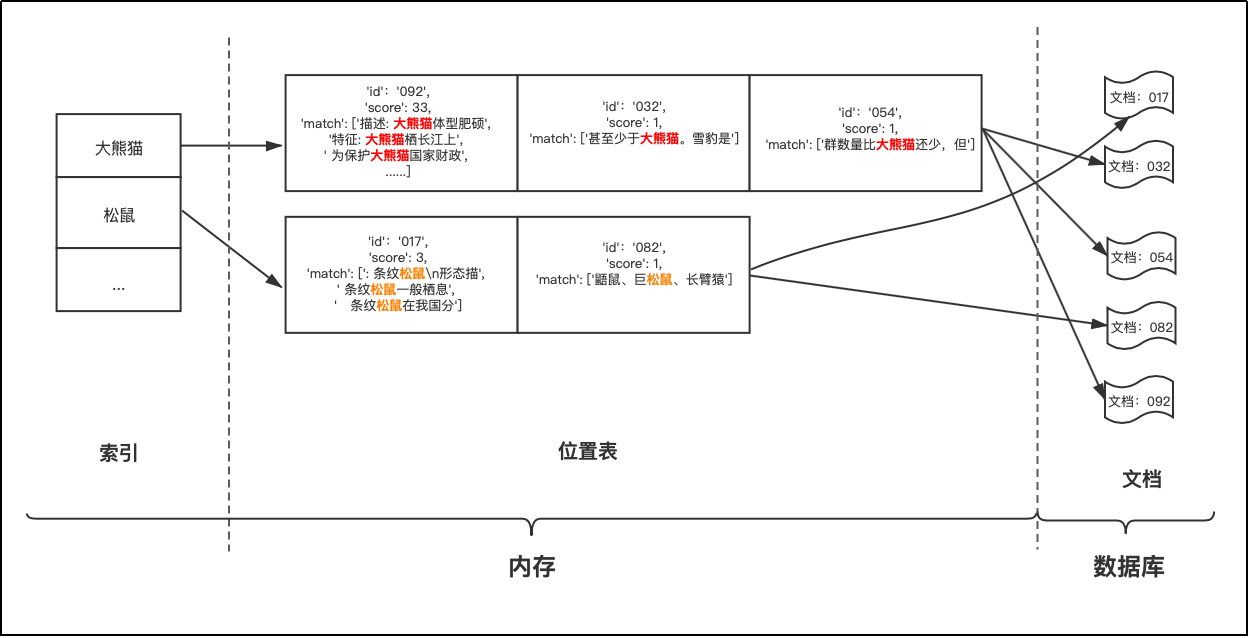 大熊猫
松鼠
...
索引
'id'：'092',
'score': 33,
'match': ['描述: 大熊猫体型肥硕',
'特征: 大熊猫栖长江上',
' 为保护大熊猫国家财政',
......]
'id'：'032',
'score': 1,
'match': ['甚至少于大熊猫。雪豹是']
'id'：'054',
'score': 1,
'match': ['群数量比大熊猫还少，但']
'id'：'017',
'score': 3,
'match': [': 条纹松鼠\n形态描',
' 条纹松鼠一般栖息',
'　条纹松鼠在我国分']
'id'：'082',
'score': 1,
'match': ['鼯鼠、巨松鼠、长臂猿']
位置表
文档：017
文档：032
文档：054
文档：082
文档：092
文档
内存
数据库